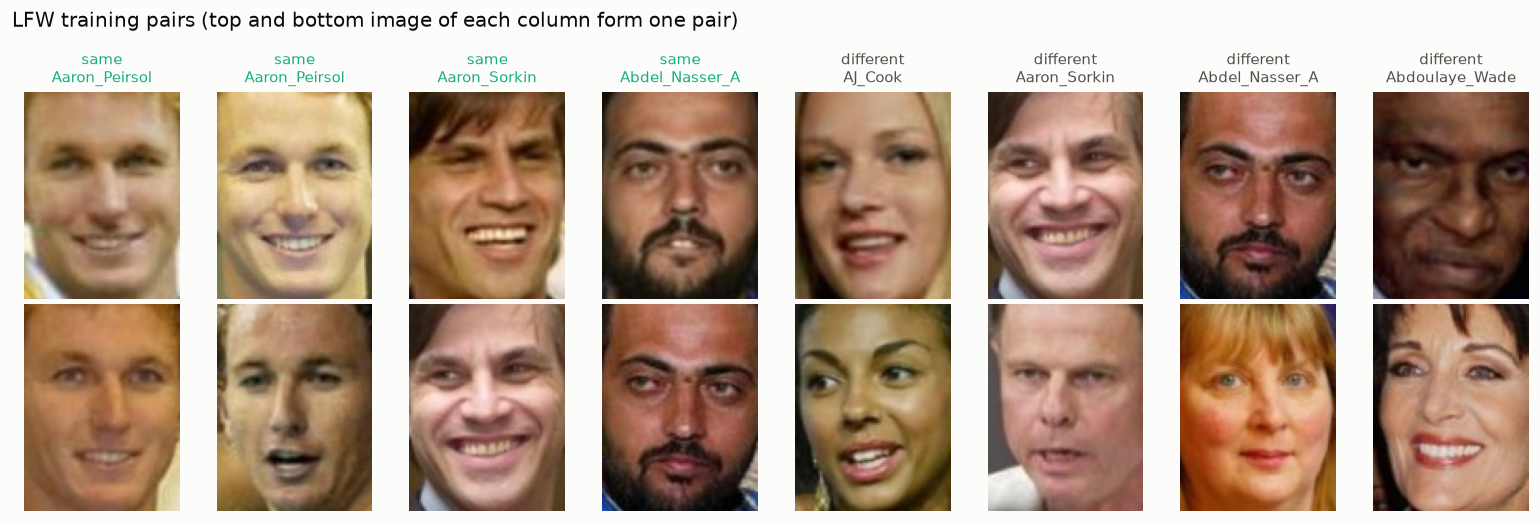 LFW training pairs (top and bottom image of each column form one pair)
same
Aaron_Peirsol
same
Aaron_Peirsol
same
Aaron_Sorkin
same
Abdel_Nasser_A
different
AJ_Cook
different
Aaron_Sorkin
different
Abdel_Nasser_A
different
Abdoulaye_Wade